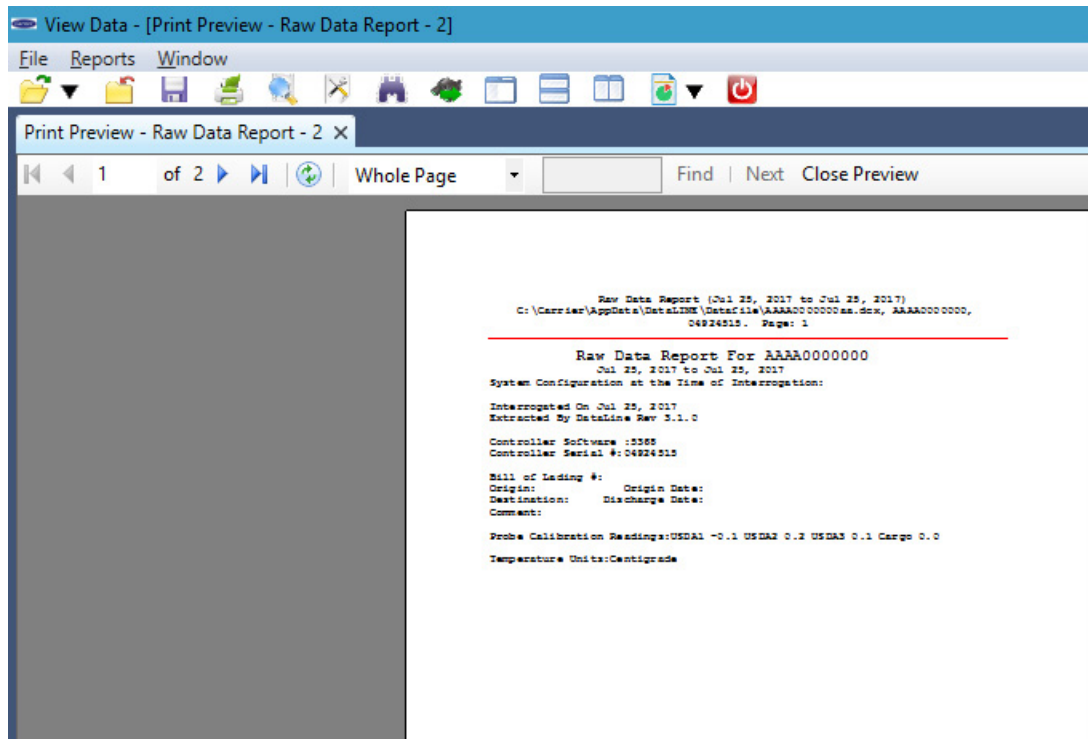 View Data - [Print Preview - Raw Data Report - 2]
File Reports Window
Print Preview - Raw Data Report - 2
1 of 2 Whole Page Find | Next Close Preview
Raw Data Report (Jul 25, 2017 to Jul 25, 2017)
C:\Carrier\AppData\DataLINE\Datafile\AAAA0000000aa.dcx, AAAA0000000,
04924515. Page: 1
Raw Data Report For AAAA0000000
Jul 25, 2017 to Jul 25, 2017
System Configuration at the Time of Interrogation:
Interrogated On Jul 25, 2017
Extracted By DataLine Rev 3.1.0
Controller Software :5368
Controller Serial #:04924515
Bill of Lading #:
Origin: Origin Date:
Destination: Discharge Date:
Comment:
Probe Calibration Readings:USDA1 -0.1 USDA2 0.2 USDA3 0.1 Cargo 0.0
Temperature Units:Centigrade